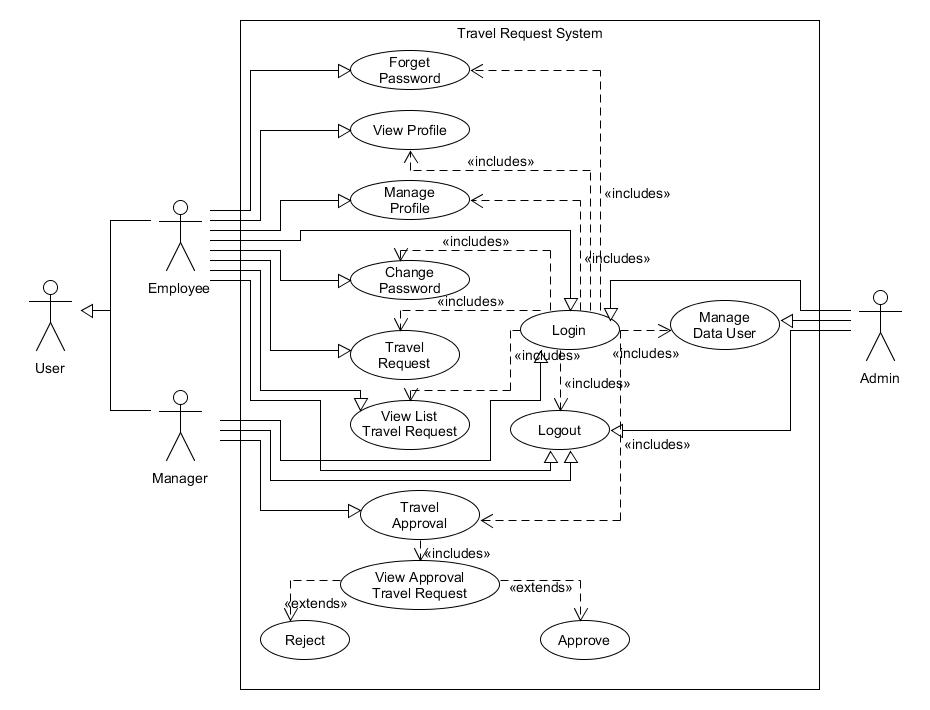 Travel Request System
Forget
Password
View Profile
«includes»
Manage
Profile
«includes»
«includes»
«includes»
Change
Password
Employee
«includes»
User
Login
Manage
Data User
Admin
Travel
Request
«includes»
«includes»
«includes»
View List
Travel Request
Logout
«includes»
Manager
Travel
Approval
«includes»
View Approval
Travel Request
«extends»
«extends»
Reject
Approve